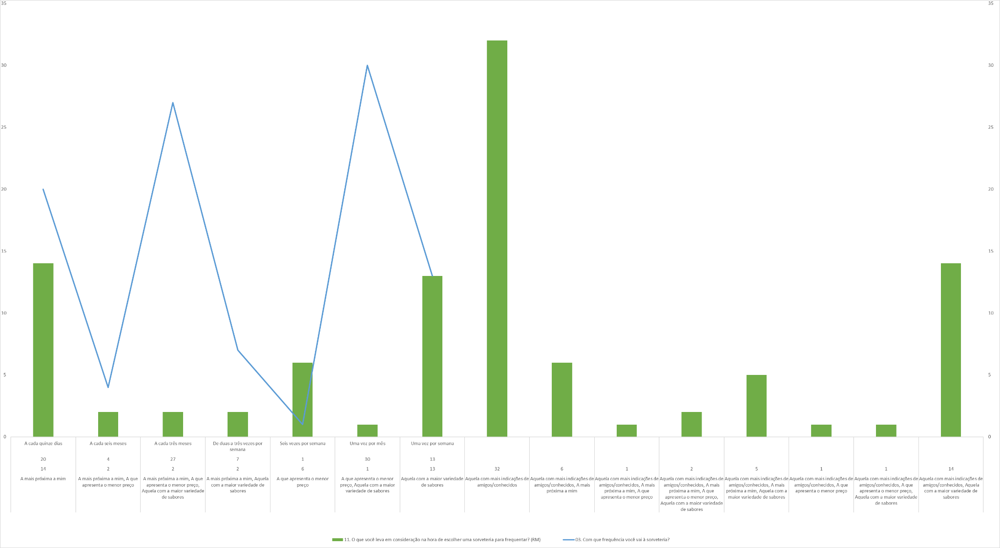 35
35
30
30
25
25
20
20
15
15
10
10
5
5
0
0
A cada quinze dias
A cada seis meses
A cada três meses
De duas a três vezes por
semana
Seis vezes por semana
Uma vez por mês
Uma vez por semana
20
4
27
7
1
30
13
14
2
2
2
6
1
13
32
6
1
2
5
1
1
14
A mais próxima a mim
A mais próxima a mim, A que
apresenta o menor preço
A mais próxima a mim, A que
apresenta o menor preço,
Aquela com a maior variedade
de sabores
A mais próxima a mim, Aquela
com a maior variedade de
sabores
A que apresenta o menor
preço
A que apresenta o menor
preço, Aquela com a maior
variedade de sabores
Aquela com a maior variedade
de sabores
Aquela com mais indicações de
amigos/conhecidos
Aquela com mais indicações de
amigos/conhecidos, A mais
próxima a mim
Aquela com mais indicações de
amigos/conhecidos, A mais
próxima a mim, A que
apresenta o menor preço
Aquela com mais indicações de
amigos/conhecidos, A mais
próxima a mim, A que
apresenta o menor preço,
Aquela com a maior variedade
de sabores
Aquela com mais indicações de
amigos/conhecidos, A mais
próxima a mim, Aquela com a
maior variedade de sabores
Aquela com mais indicações de
amigos/conhecidos, A que
apresenta o menor preço
Aquela com mais indicações de
amigos/conhecidos, A que
apresenta o menor preço,
Aquela com a maior variedade
de sabores
Aquela com mais indicações de
amigos/conhecidos, Aquela
com a maior variedade de
sabores
11. O que você leva em consideração na hora de escolher uma sorveteria para frequentar? (RM)
03. Com que frequência você vai à sorveteria?